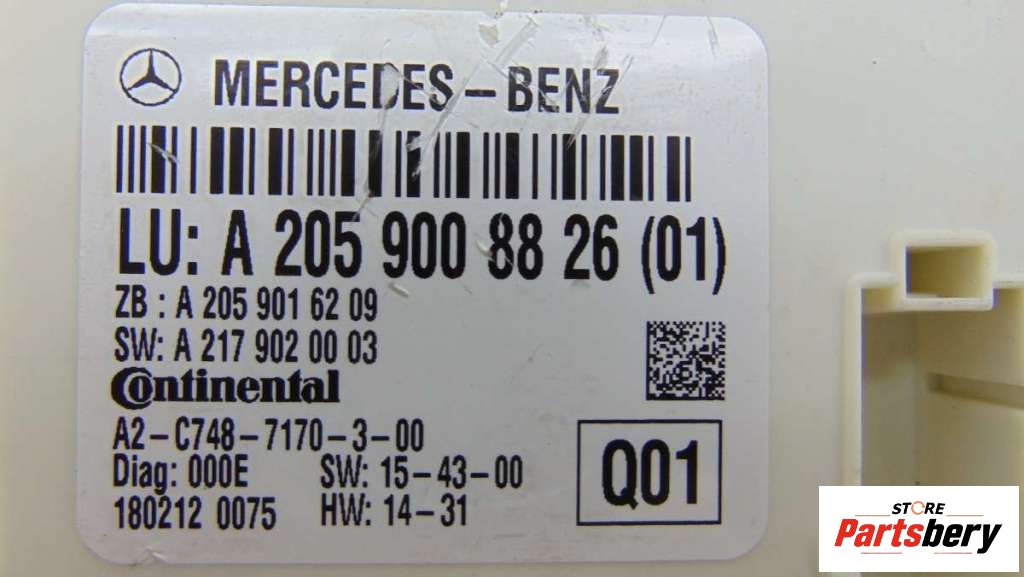 MERCEDES-BENZ
LU: A 205 900 88 26 (01)
ZB : A 205 901 62 09
SW: A 217 902 00 03
Continental
A2-C748-7170-3-00
Diag: 000E SW: 15-43-00
180212 0075 HW: 14-31
Q01
STORE
Partsbery